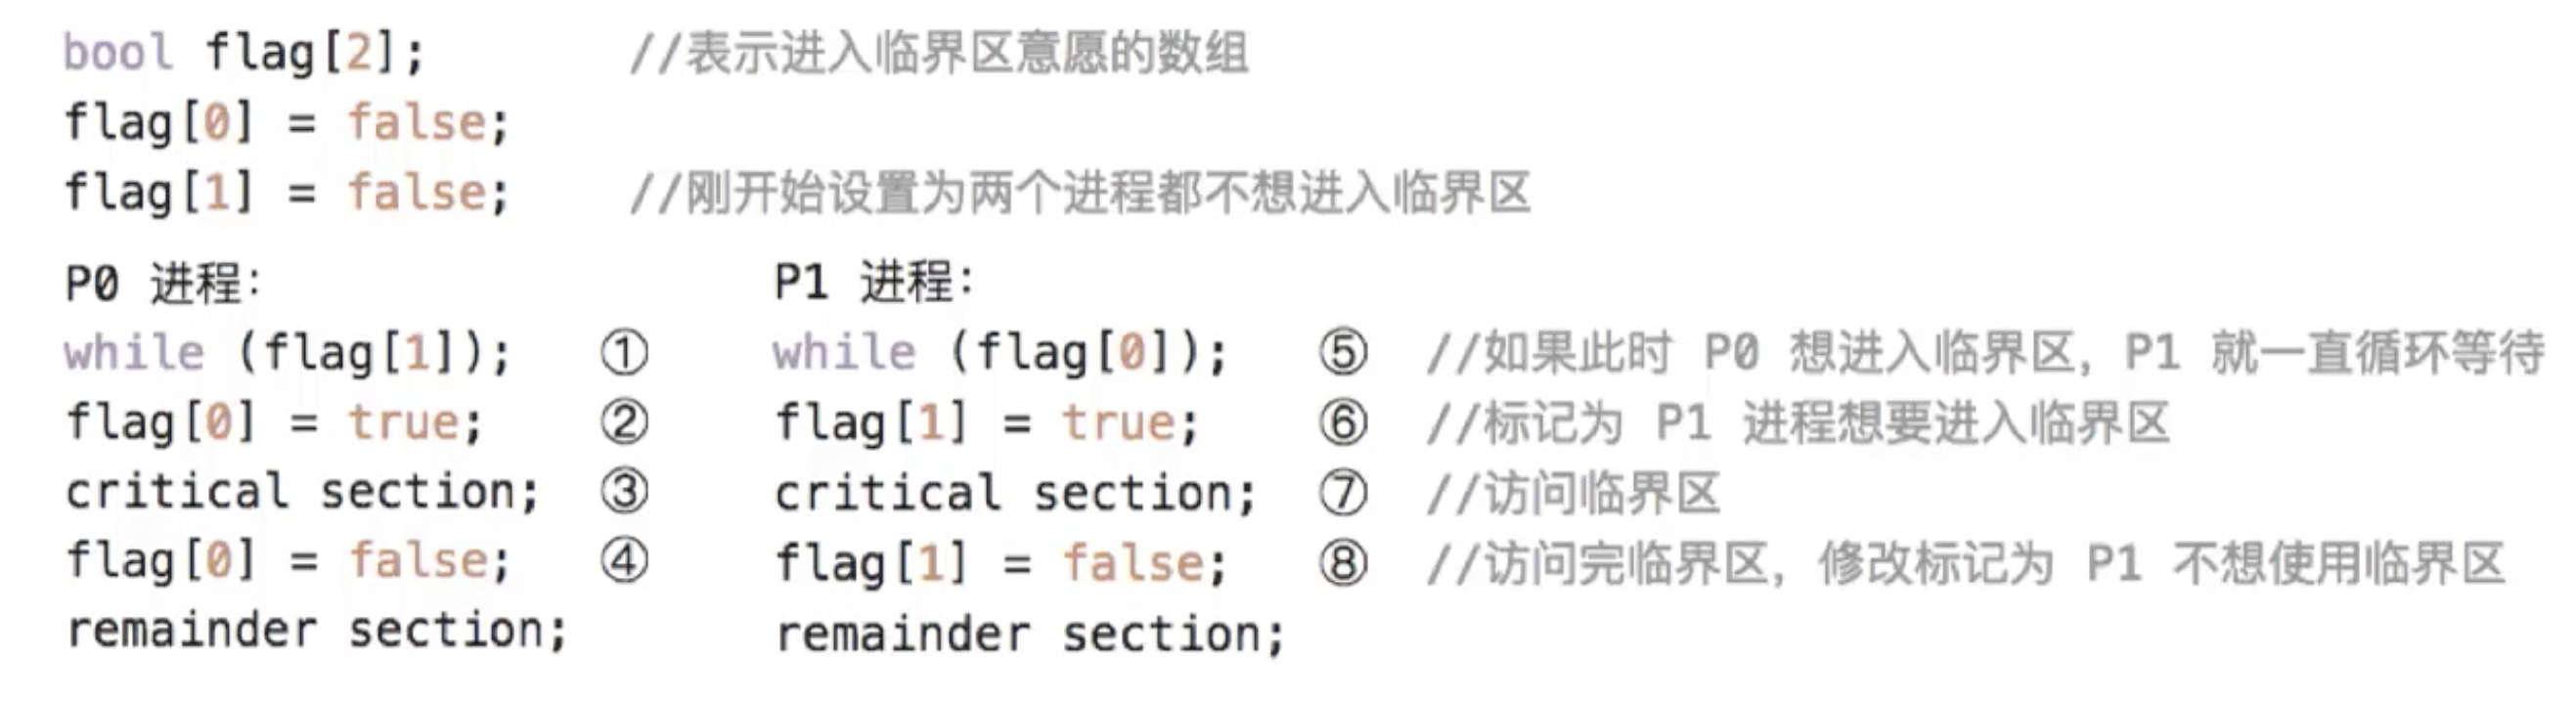 bool flag[2]; //表示进入临界区意愿的数组
flag[0] = false;
flag[1] = false; //刚开始设置为两个进程都不想进入临界区
P0 进程: P1 进程:
while (flag[1]); ① while (flag[0]); ⑤ //如果此时 P0 想进入临界区，P1 就一直循环等待
flag[0] = true; ② flag[1] = true; ⑥ //标记为 P1 进程想要进入临界区
critical section; ③ critical section; ⑦ //访问临界区
flag[0] = false; ④ flag[1] = false; ⑧ //访问完临界区，修改标记为 P1 不想使用临界区
remainder section; remainder section;